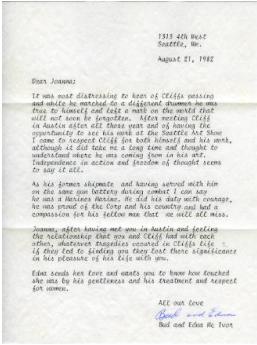 1313 4th West
Seattle, Wn.
August 21, 1982
Dear Joanna;
It was most distressing to hear of Cliffs passing
and while he marched to a different drummer he was
true to himself and left a mark on the world that
will not soon be forgotten. After meeting Cliff
in Austin after all those years and of having the
opportunity to see his work at the Seattle Art Show
I came to respect Cliff for both himself and his work,
although it did take me a long time and thought to
understand where he was coming from in his art.
Independence in action and freedom of thought seems
to say it all.
As his former shipmate and having served with him
on the same gun battery during combat I can say
he was a Marines Marine. He did his duty with courage,
was proud of the Corp and his country and had a
compassion for his fellow man that we will all miss.
Joanna, after having met you in Austin and feeling
the relationship that you and Cliff had with each
other, whatever tragedies occured in Cliffs life
if they led to finding you they lost there significance
in his pleasure of his life with you.
Edna sends her love and wants you to know how touched
she was by his gentleness and his treatment and respect
for women.
All our love
Bud and Edna
Bud and Edna Mc Ivor